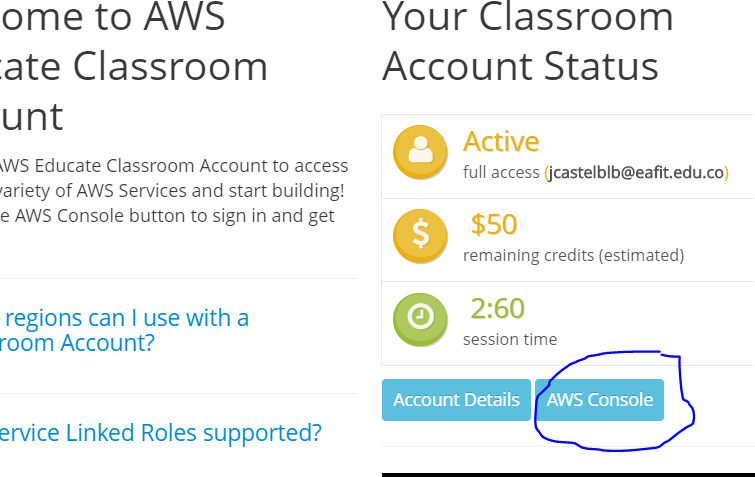 ome to AWS
cate Classroom
unt
AWS Educate Classroom Account to access
variety of AWS Services and start building!
e AWS Console button to sign in and get
regions can I use with a
room Account?
ervice Linked Roles supported?
Your Classroom
Account Status
Active
full access (jcastelblb@eafit.edu.co)
$50
remaining credits (estimated)
2:60
session time
Account Details
AWS Console